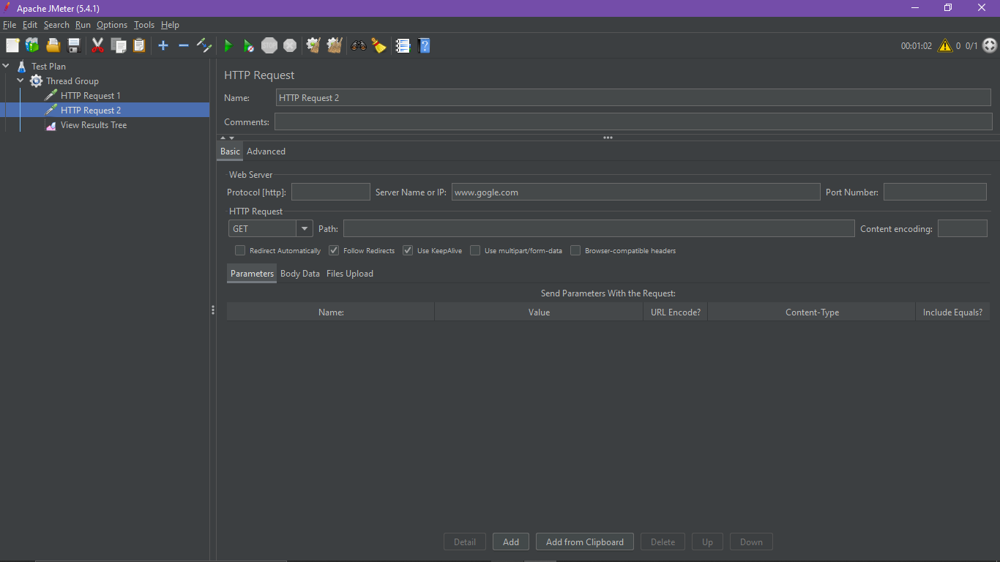 Apache JMeter (5.4.1)
File Edit Search Run Options Tools Help
STOP 00:01:02 0 0/1
Test Plan
Thread Group
HTTP Request 1
HTTP Request 2
View Results Tree
HTTP Request
Name: HTTP Request 2
Comments:
Basic Advanced
Web Server
Protocol [http]: Server Name or IP: www.gogle.com Port Number:
HTTP Request
GET Path: Content encoding:
Redirect Automatically Follow Redirects Use KeepAlive Use multipart/form-data Browser-compatible headers
Parameters Body Data Files Upload
Send Parameters With the Request:
Name: Value URL Encode? Content-Type Include Equals?
Detail Add Add from Clipboard Delete Up Down